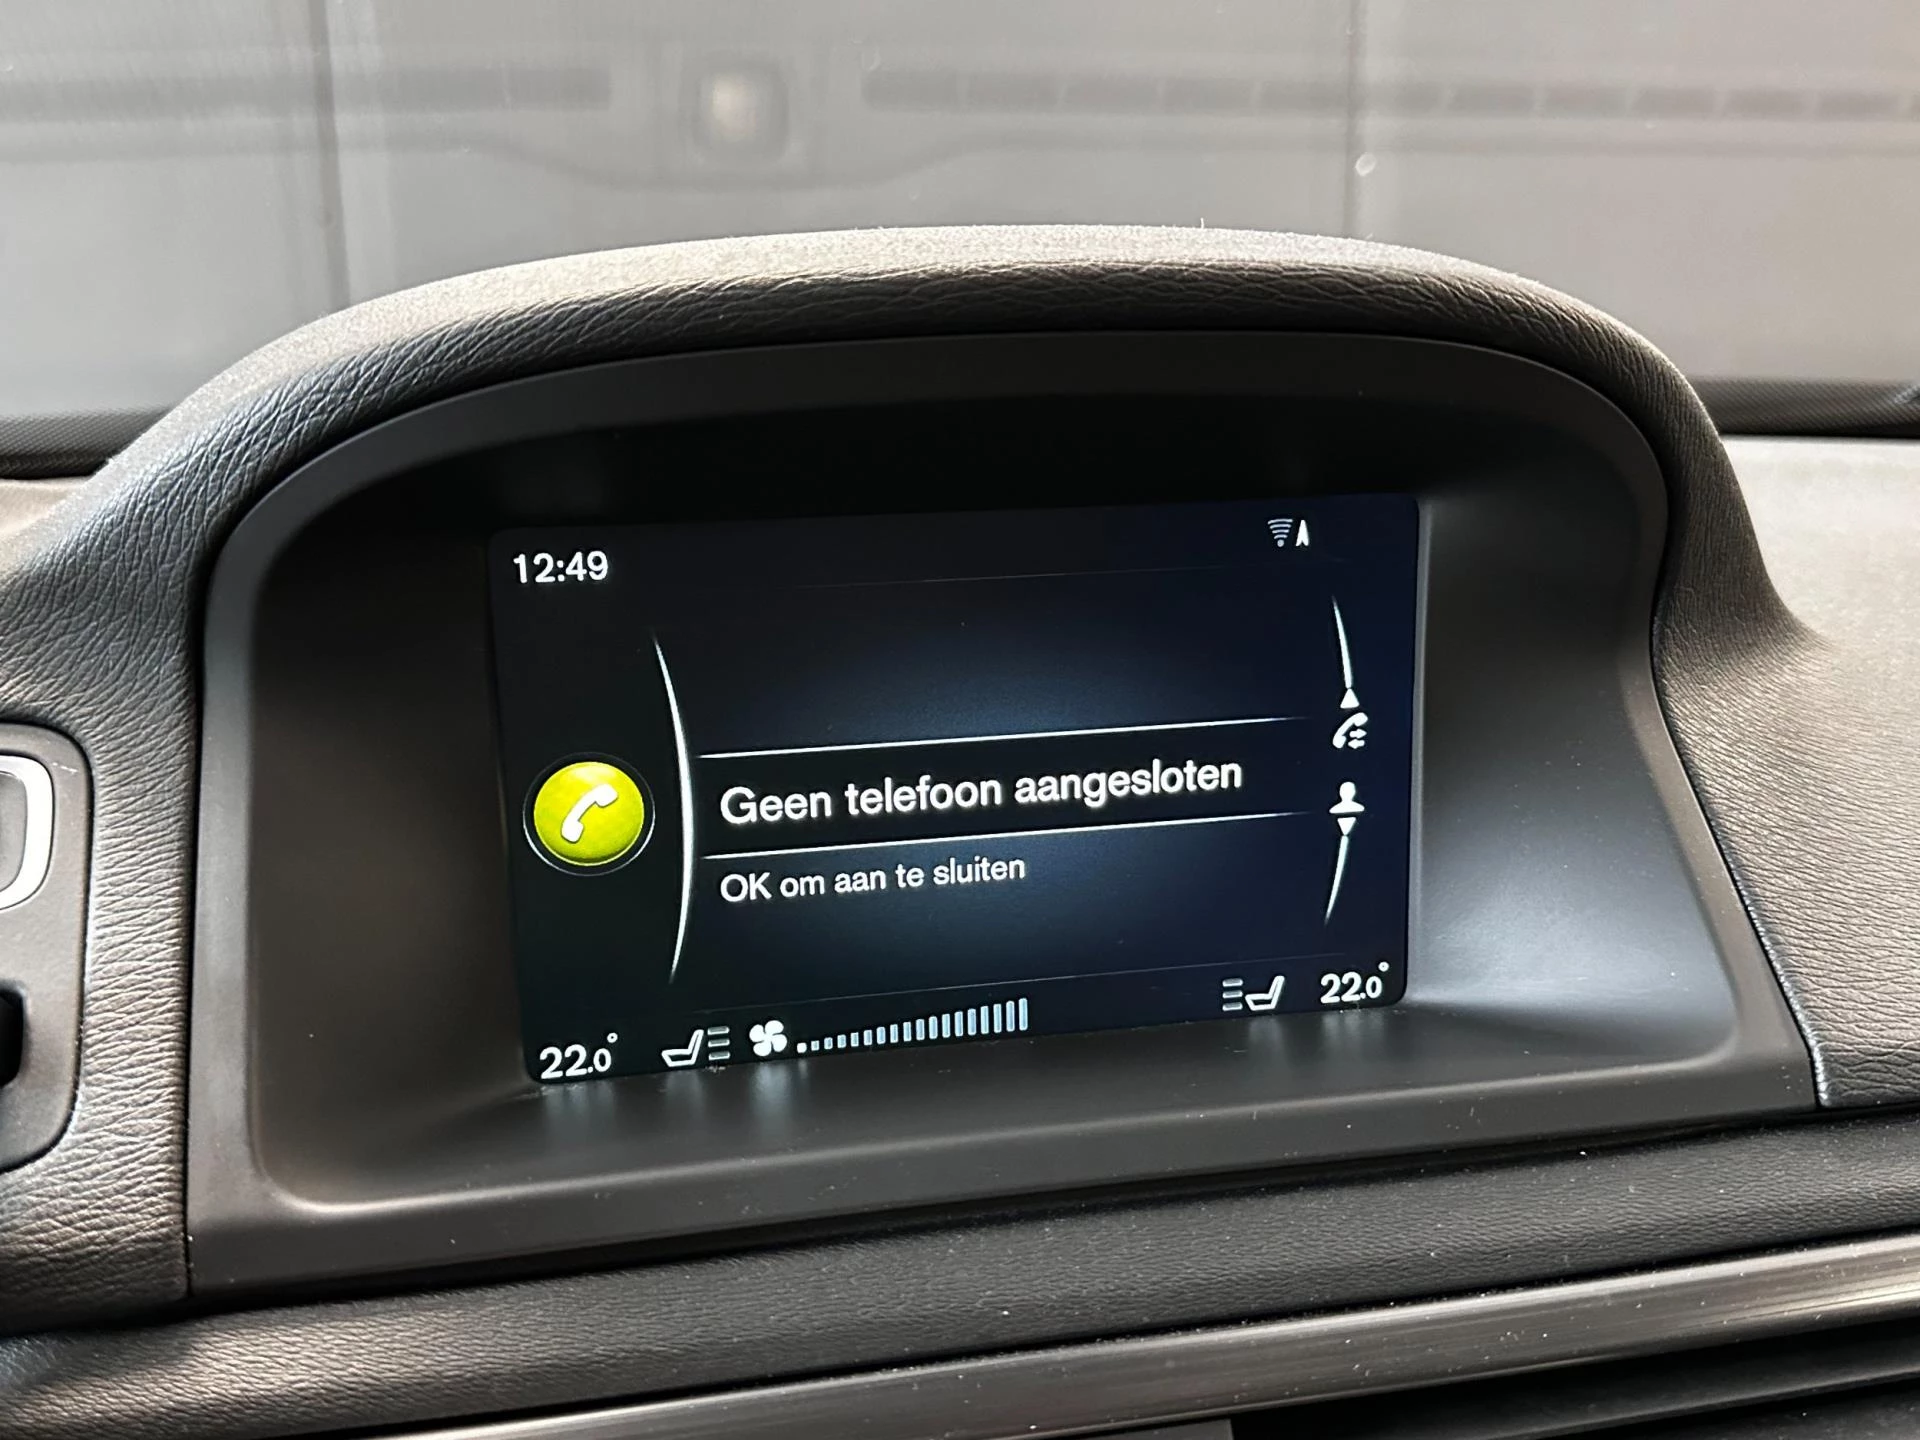 12:49
Geen telefoon aangesloten
OK om aan te sluiten
22.0°
22.0°